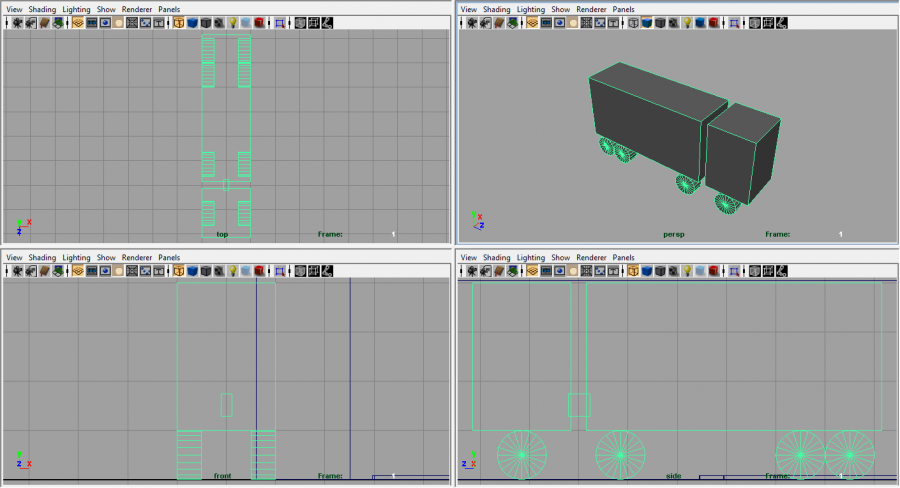 View Shading Lighting Show Renderer Panels
Y X
Z
top Frame: 1
View Shading Lighting Show Renderer Panels
Y X
Z
persp Frame: 1
View Shading Lighting Show Renderer Panels
Y
Z X
front Frame: 1
View Shading Lighting Show Renderer Panels
Y
Z X
side Frame: 1